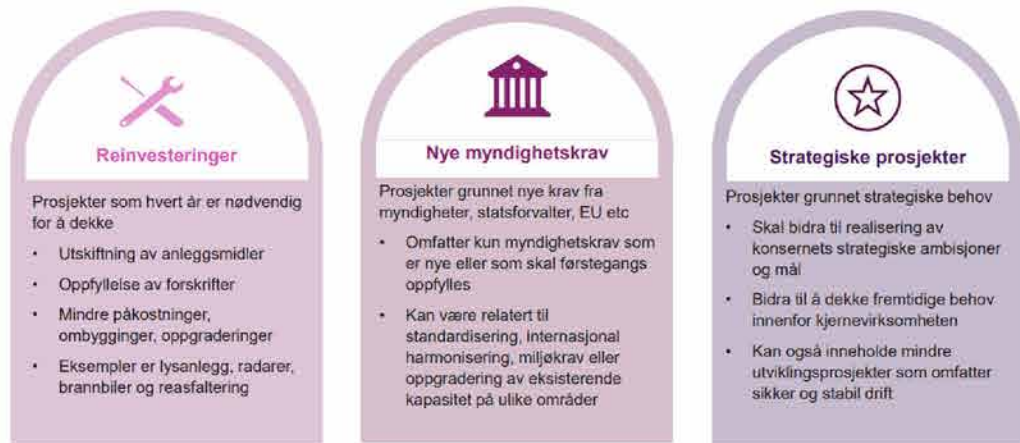 Reinvesteringer
Prosjekter som hvert år er nødvendig
for å dekke
• Utskiftning av anleggsmidler
• Oppfyllelse av forskrifter
• Mindre påkostninger,
ombygginger, oppgraderinger
• Eksempler er lysanlegg, radarer,
brannbiler og reasfaltering
Nye myndighetskrav
Prosjekter grunnet nye krav fra
myndigheter, statsforvalter, EU etc
• Omfatter kun myndighetskrav som
er nye eller som skal førstegangs
oppfylles
• Kan være relatert til
standardisering, internasjonal
harmonisering, miljøkrav eller
oppgradering av eksisterende
kapasitet på ulike områder
Strategiske prosjekter
Prosjekter grunnet strategiske behov
• Skal bidra til realisering av
konsernets strategiske ambisjoner
og mål
• Bidra til å dekke fremtidige behov
innenfor kjernevirksomheten
• Kan også inneholde mindre
utviklingsprosjekter som omfatter
sikker og stabil drift